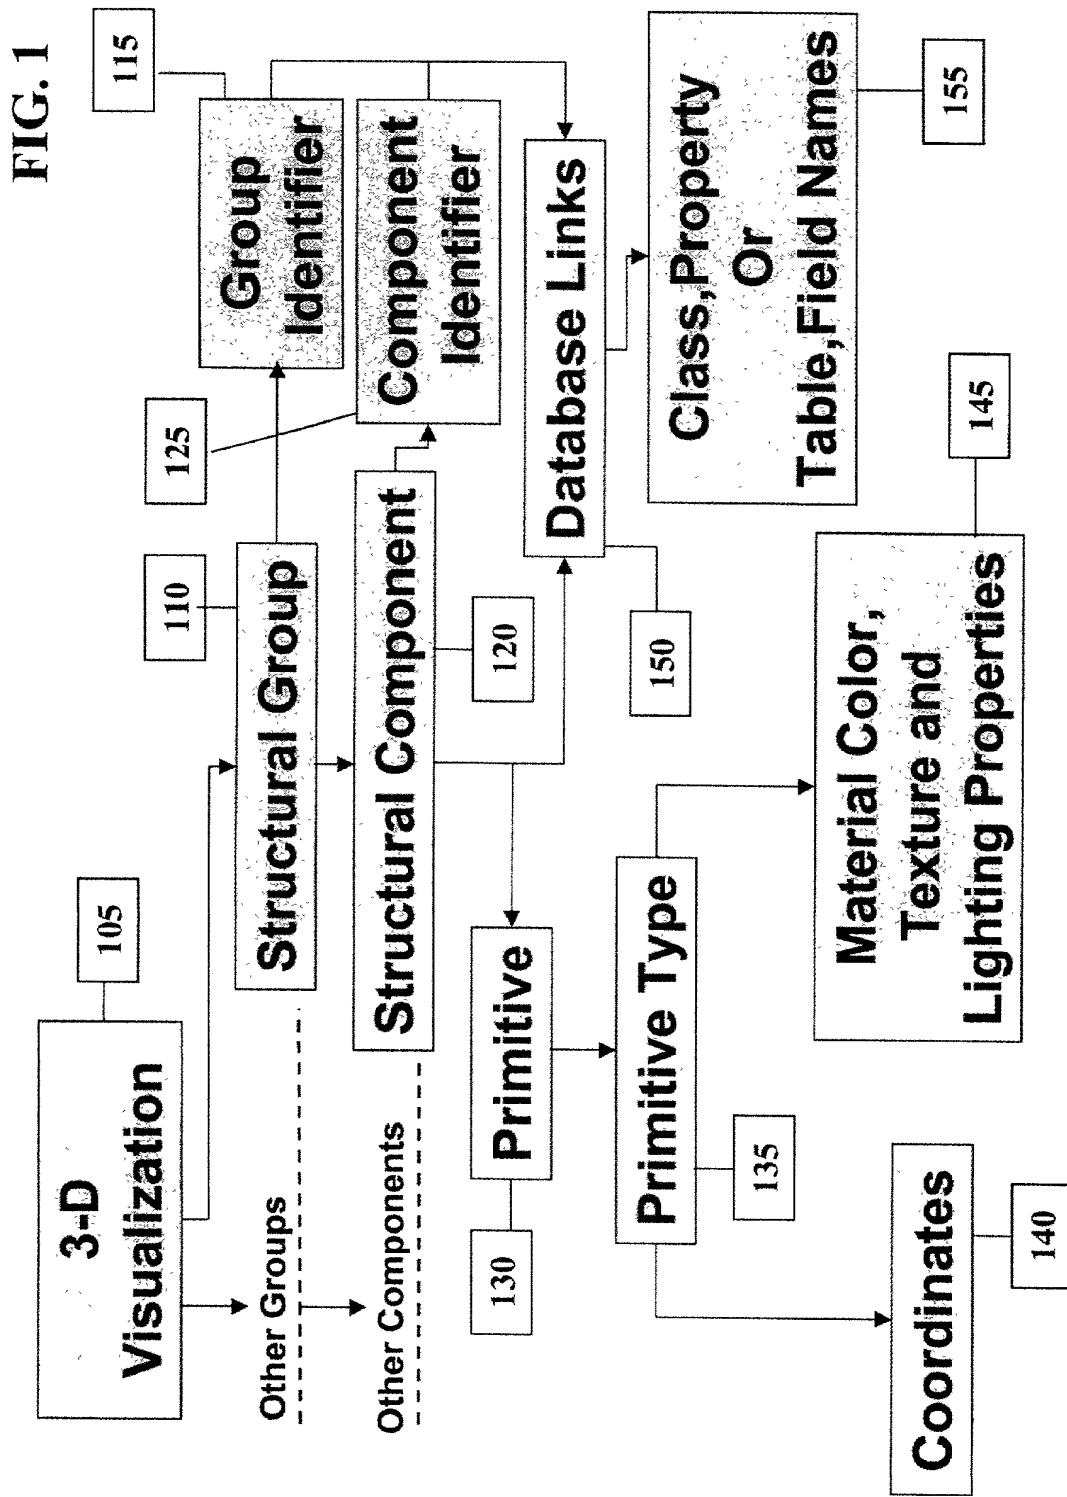 FIG. 1
3-D
Visualization
105
110
Structural Group
115
Group
Identifier
Other Groups
125
Structural Component
Component
Identifier
Other Components
120
130
Primitive
Database Links
150
Primitive Type
135
Class,Property
Or
Table,Field Names
155
Coordinates
140
Material Color,
Texture and
Lighting Properties
145